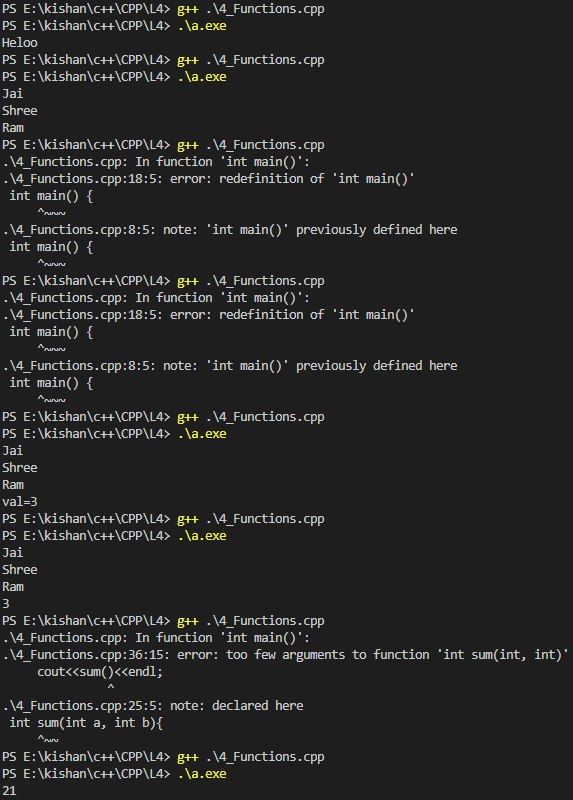 PS E:\kishan\c++\CPP\L4> g++ .\4_Functions.cpp
PS E:\kishan\c++\CPP\L4> .\a.exe
Heloo
PS E:\kishan\c++\CPP\L4> g++ .\4_Functions.cpp
PS E:\kishan\c++\CPP\L4> .\a.exe
Jai
Shree
Ram
PS E:\kishan\c++\CPP\L4> g++ .\4_Functions.cpp
.\4_Functions.cpp: In function 'int main()':
.\4_Functions.cpp:18:5: error: redefinition of 'int main()'
 int main() {
     ^~~~
.\4_Functions.cpp:8:5: note: 'int main()' previously defined here
 int main() {
     ^~~~
PS E:\kishan\c++\CPP\L4> g++ .\4_Functions.cpp
.\4_Functions.cpp: In function 'int main()':
.\4_Functions.cpp:18:5: error: redefinition of 'int main()'
 int main() {
     ^~~~
.\4_Functions.cpp:8:5: note: 'int main()' previously defined here
 int main() {
     ^~~~
PS E:\kishan\c++\CPP\L4> g++ .\4_Functions.cpp
PS E:\kishan\c++\CPP\L4> .\a.exe
Jai
Shree
Ram
val=3
PS E:\kishan\c++\CPP\L4> g++ .\4_Functions.cpp
PS E:\kishan\c++\CPP\L4> .\a.exe
Jai
Shree
Ram
3
PS E:\kishan\c++\CPP\L4> g++ .\4_Functions.cpp
.\4_Functions.cpp: In function 'int main()':
.\4_Functions.cpp:36:15: error: too few arguments to function 'int sum(int, int)'
     cout<<sum()<<endl;
               ^
.\4_Functions.cpp:25:5: note: declared here
 int sum(int a, int b){
     ^~~
PS E:\kishan\c++\CPP\L4> g++ .\4_Functions.cpp
PS E:\kishan\c++\CPP\L4> .\a.exe
21